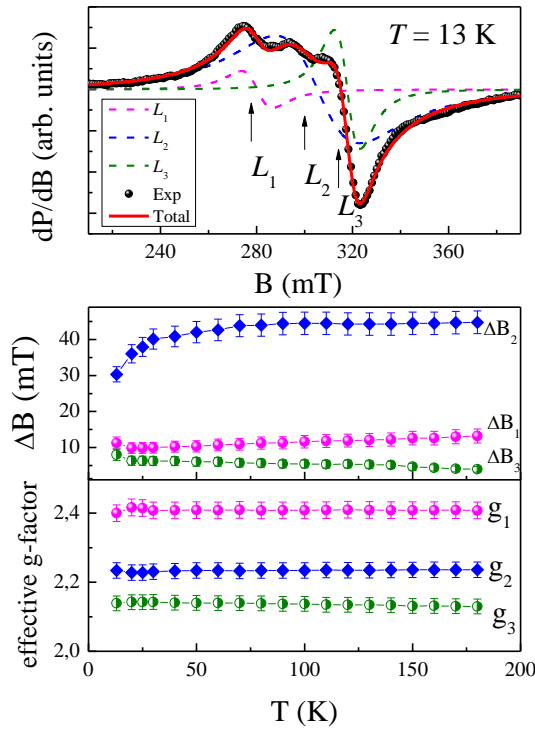 T = 13 K
dP/dB (arb. units)
L₁
L₂
L₃
Exp
Total
L₁
L₂
L₃
240
280
320
360
B (mT)
ΔB (mT)
40
30
20
10
ΔB₂
ΔB₁
ΔB₃
effective g-factor
2,4
2,2
2,0
g₁
g₂
g₃
0
50
100
150
200
T (K)